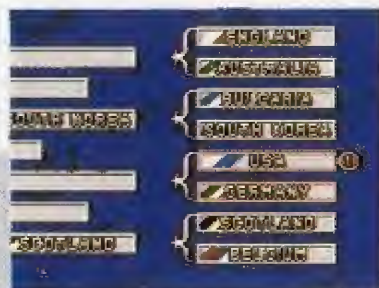 ENGLAND
AUSTRALIA
BULGARIA
SOUTH KOREA
SOUTH KOREA
USA
GERMANY
SCOTLAND
SCOTLAND
BELGIUM